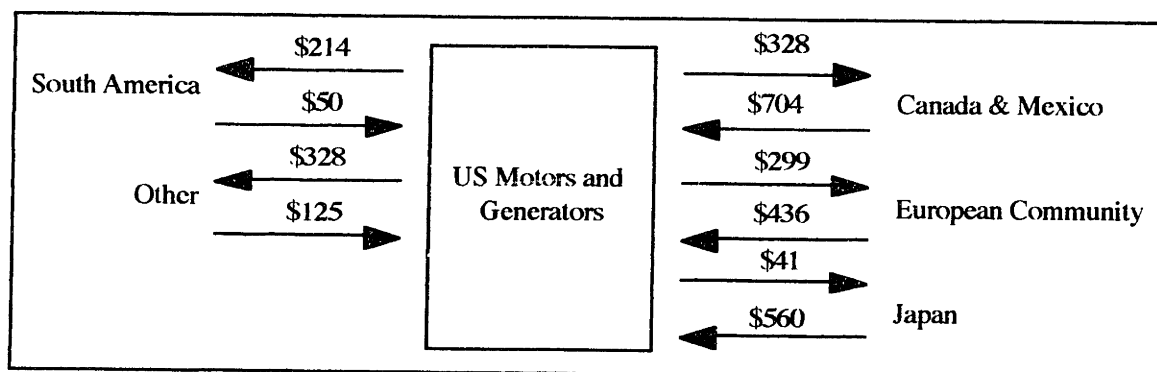 $214
South America
$50
$328
Other
$125
US Motors and
Generators
$328
$704
Canada & Mexico
$299
$436
European Community
$41
$560
Japan